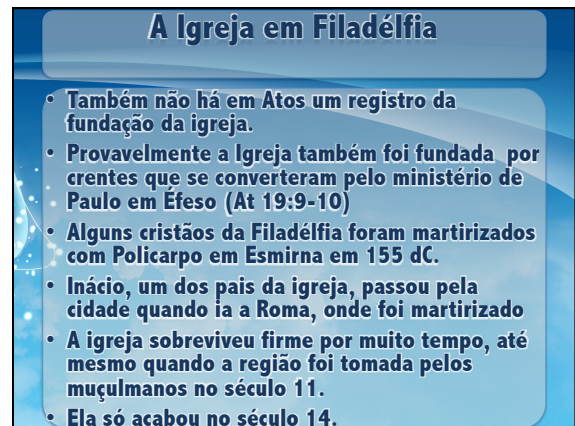 A Igreja em Filadélfia
• Também não há em Atos um registro da
fundação da igreja.
• Provavelmente a Igreja também foi fundada por
crentes que se converteram pelo ministério de
Paulo em Éfeso (At 19:9-10)
• Alguns cristãos da Filadélfia foram martirizados
com Policarpo em Esmirna em 155 dC.
• Inácio, um dos pais da igreja, passou pela
cidade quando ia a Roma, onde foi martirizado
• A igreja sobreviveu firme por muito tempo, até
mesmo quando a região foi tomada pelos
muçulmanos no século 11.
• Ela só acabou no século 14.